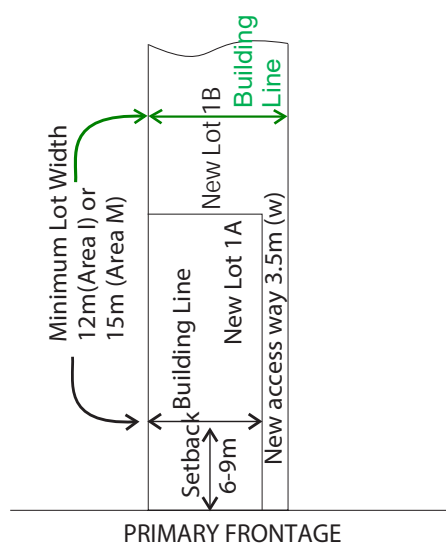 Building
Line
New Lot 1B
Minimum Lot Width
12m(Area I) or
15m (Area M)
New Lot 1A
Building Line
New access way 3.5m (w)
Setback
6-9m
PRIMARY FRONTAGE